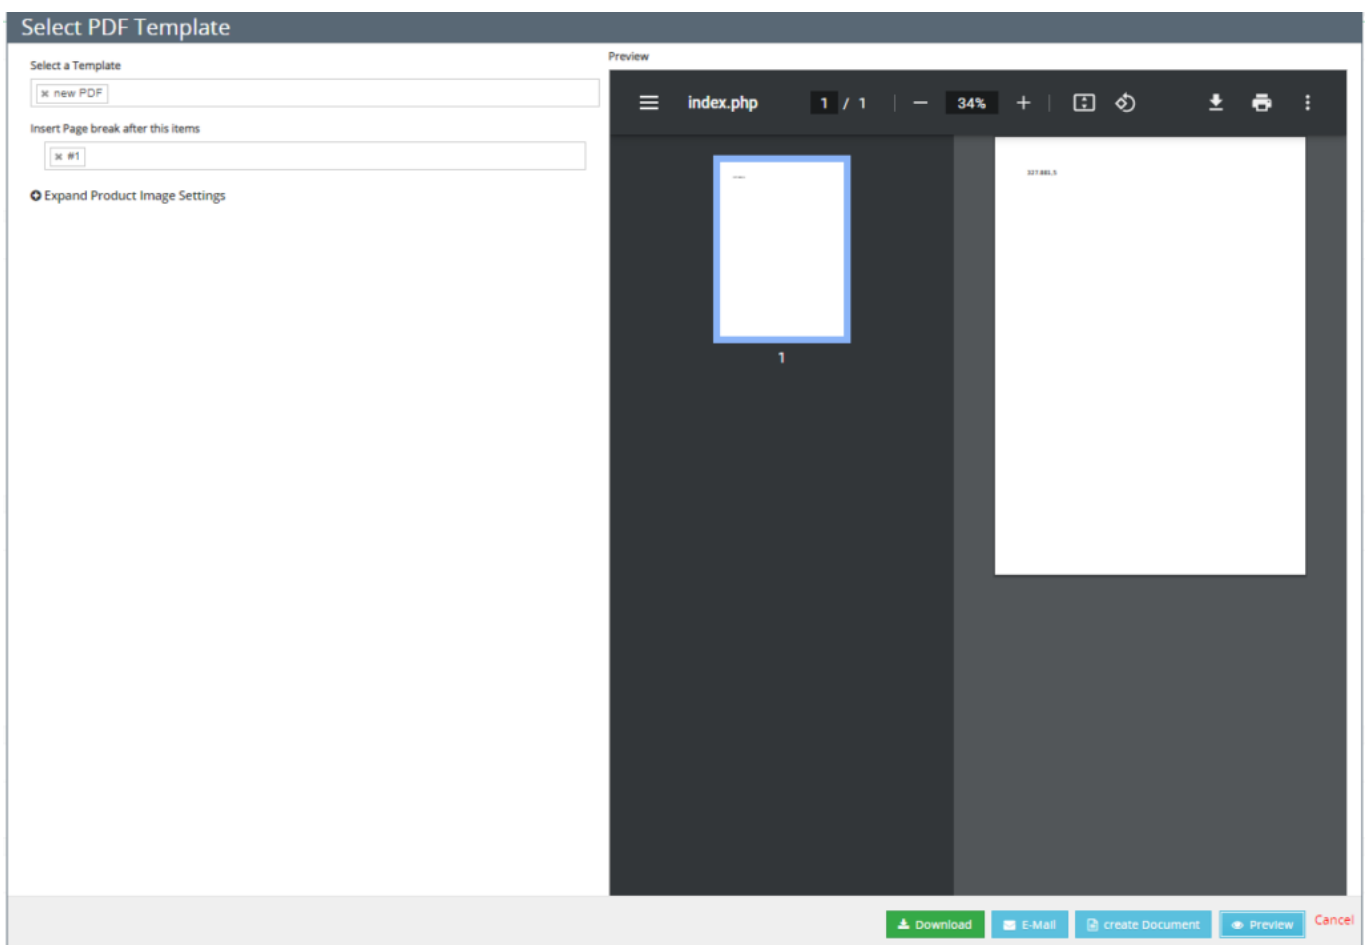 Select PDF Template
Select a Template
× new PDF
Insert Page break after this items
× #1
Expand Product Image Settings
Preview
index.php 1 / 1 34%
1
Download E-Mail create Document Preview Cancel